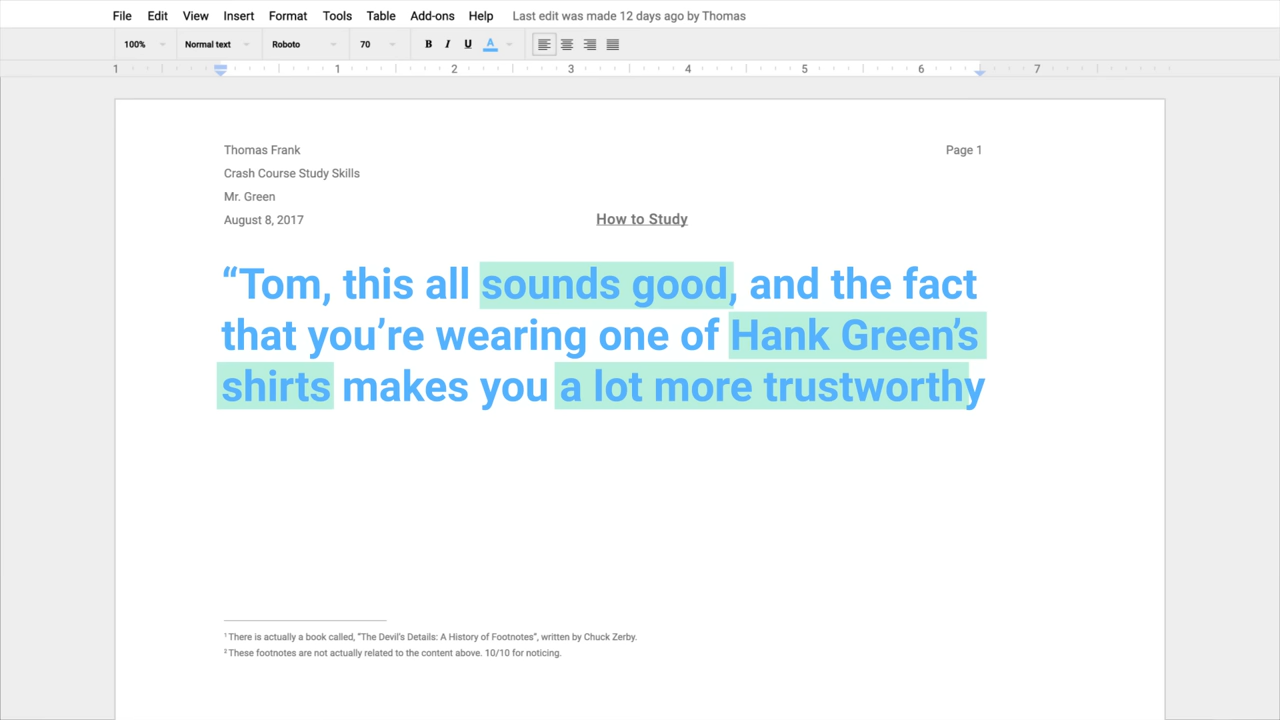 File Edit View Insert Format Tools Table Add-ons Help Last edit was made 12 days ago by Thomas
100% Normal text Roboto 70 B I U A
1 1 2 3 4 5 6 7
Thomas Frank Page 1
Crash Course Study Skills
Mr. Green
August 8, 2017 How to Study
“Tom, this all sounds good, and the fact
that you’re wearing one of Hank Green’s
shirts makes you a lot more trustworthy
¹ There is actually a book called, “The Devil’s Details: A History of Footnotes”, written by Chuck Zerby.
² These footnotes are not actually related to the content above. 10/10 for noticing.